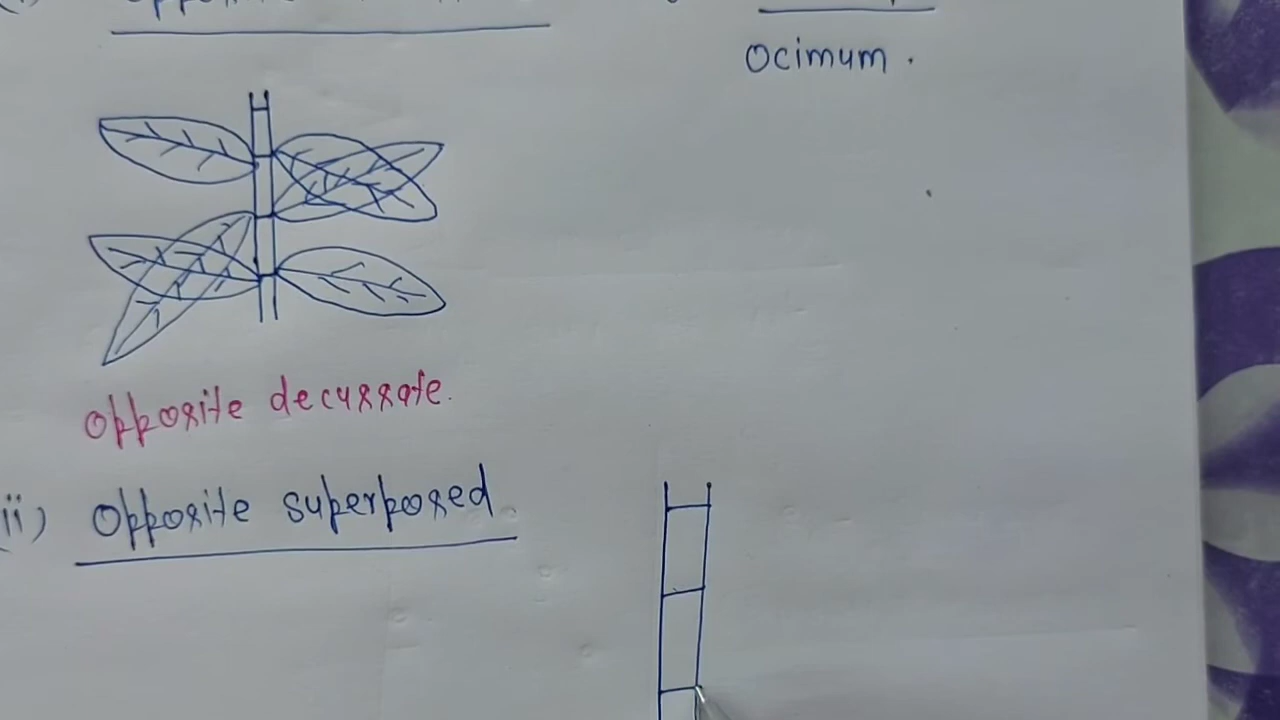 Ocimum.
Opposite decussate.
(ii) Opposite superposed.